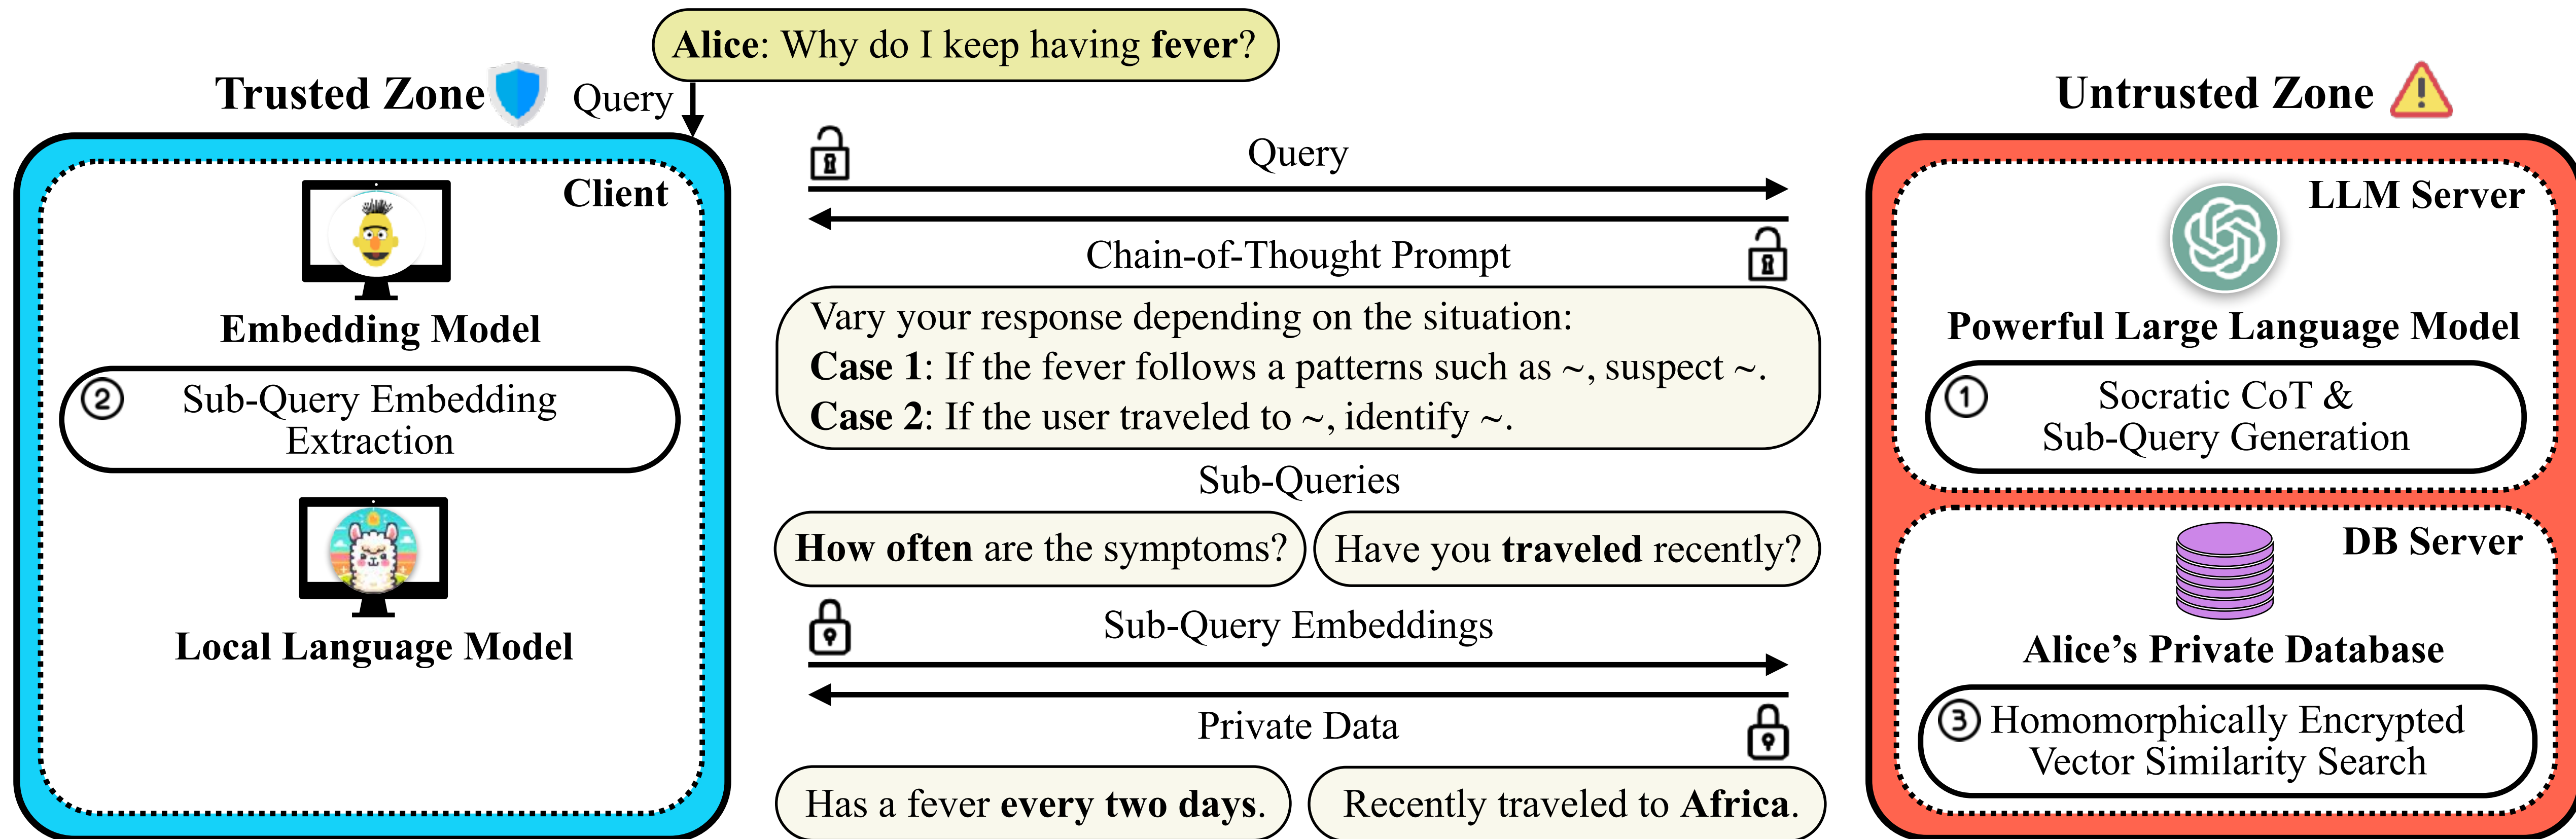 Alice: Why do I keep having fever?
Trusted Zone
Query
Untrusted Zone
Client
Embedding Model
②
Sub-Query Embedding
Extraction
Local Language Model
Query
Chain-of-Thought Prompt
Vary your response depending on the situation:
Case 1: If the fever follows a patterns such as ~, suspect ~.
Case 2: If the user traveled to ~, identify ~.
Sub-Queries
How often are the symptoms?
Have you traveled recently?
Sub-Query Embeddings
Private Data
Has a fever every two days.
Recently traveled to Africa.
LLM Server
Powerful Large Language Model
①
Socratic CoT &
Sub-Query Generation
DB Server
Alice’s Private Database
③ Homomorphically Encrypted
Vector Similarity Search